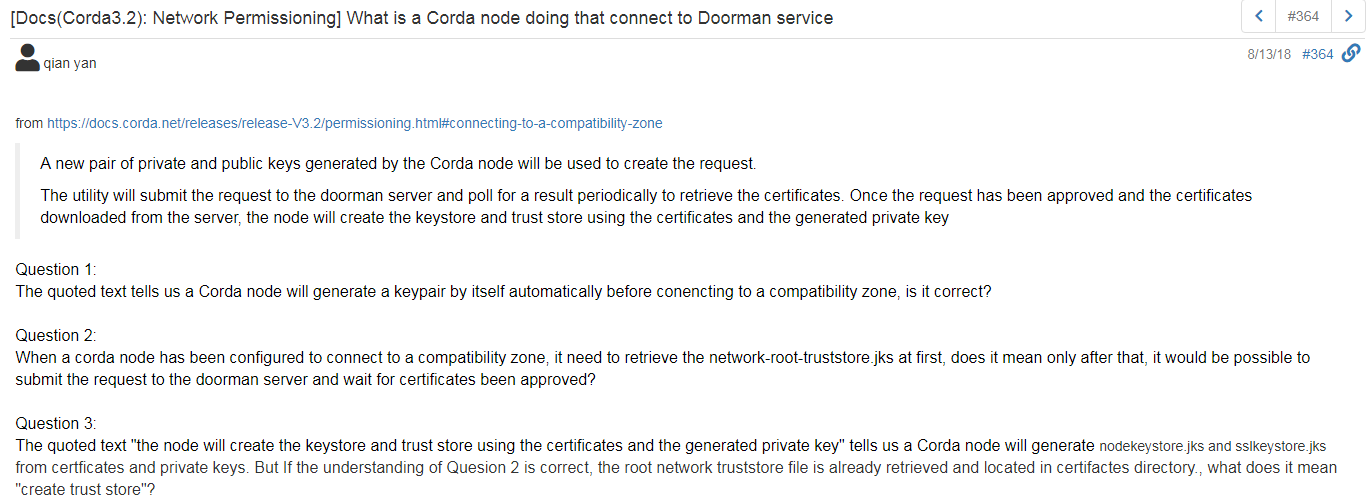 [Docs(Corda3.2): Network Permissioning] What is a Corda node doing that connect to Doorman service
#364
qian yan
8/13/18 #364
from https://docs.corda.net/releases/release-V3.2/permissioning.html#connecting-to-a-compatibility-zone
A new pair of private and public keys generated by the Corda node will be used to create the request.
The utility will submit the request to the doorman server and poll for a result periodically to retrieve the certificates. Once the request has been approved and the certificates
downloaded from the server, the node will create the keystore and trust store using the certificates and the generated private key
Question 1:
The quoted text tells us a Corda node will generate a keypair by itself automatically before conencting to a compatibility zone, is it correct?
Question 2:
When a corda node has been configured to connect to a compatibility zone, it need to retrieve the network-root-truststore.jks at first, does it mean only after that, it would be possible to
submit the request to the doorman server and wait for certificates been approved?
Question 3:
The quoted text "the node will create the keystore and trust store using the certificates and the generated private key" tells us a Corda node will generate nodekeystore.jks and sslkeystore.jks
from certficates and private keys. But If the understanding of Quesion 2 is correct, the root network truststore file is already retrieved and located in certifactes directory., what does it mean
"create trust store"?